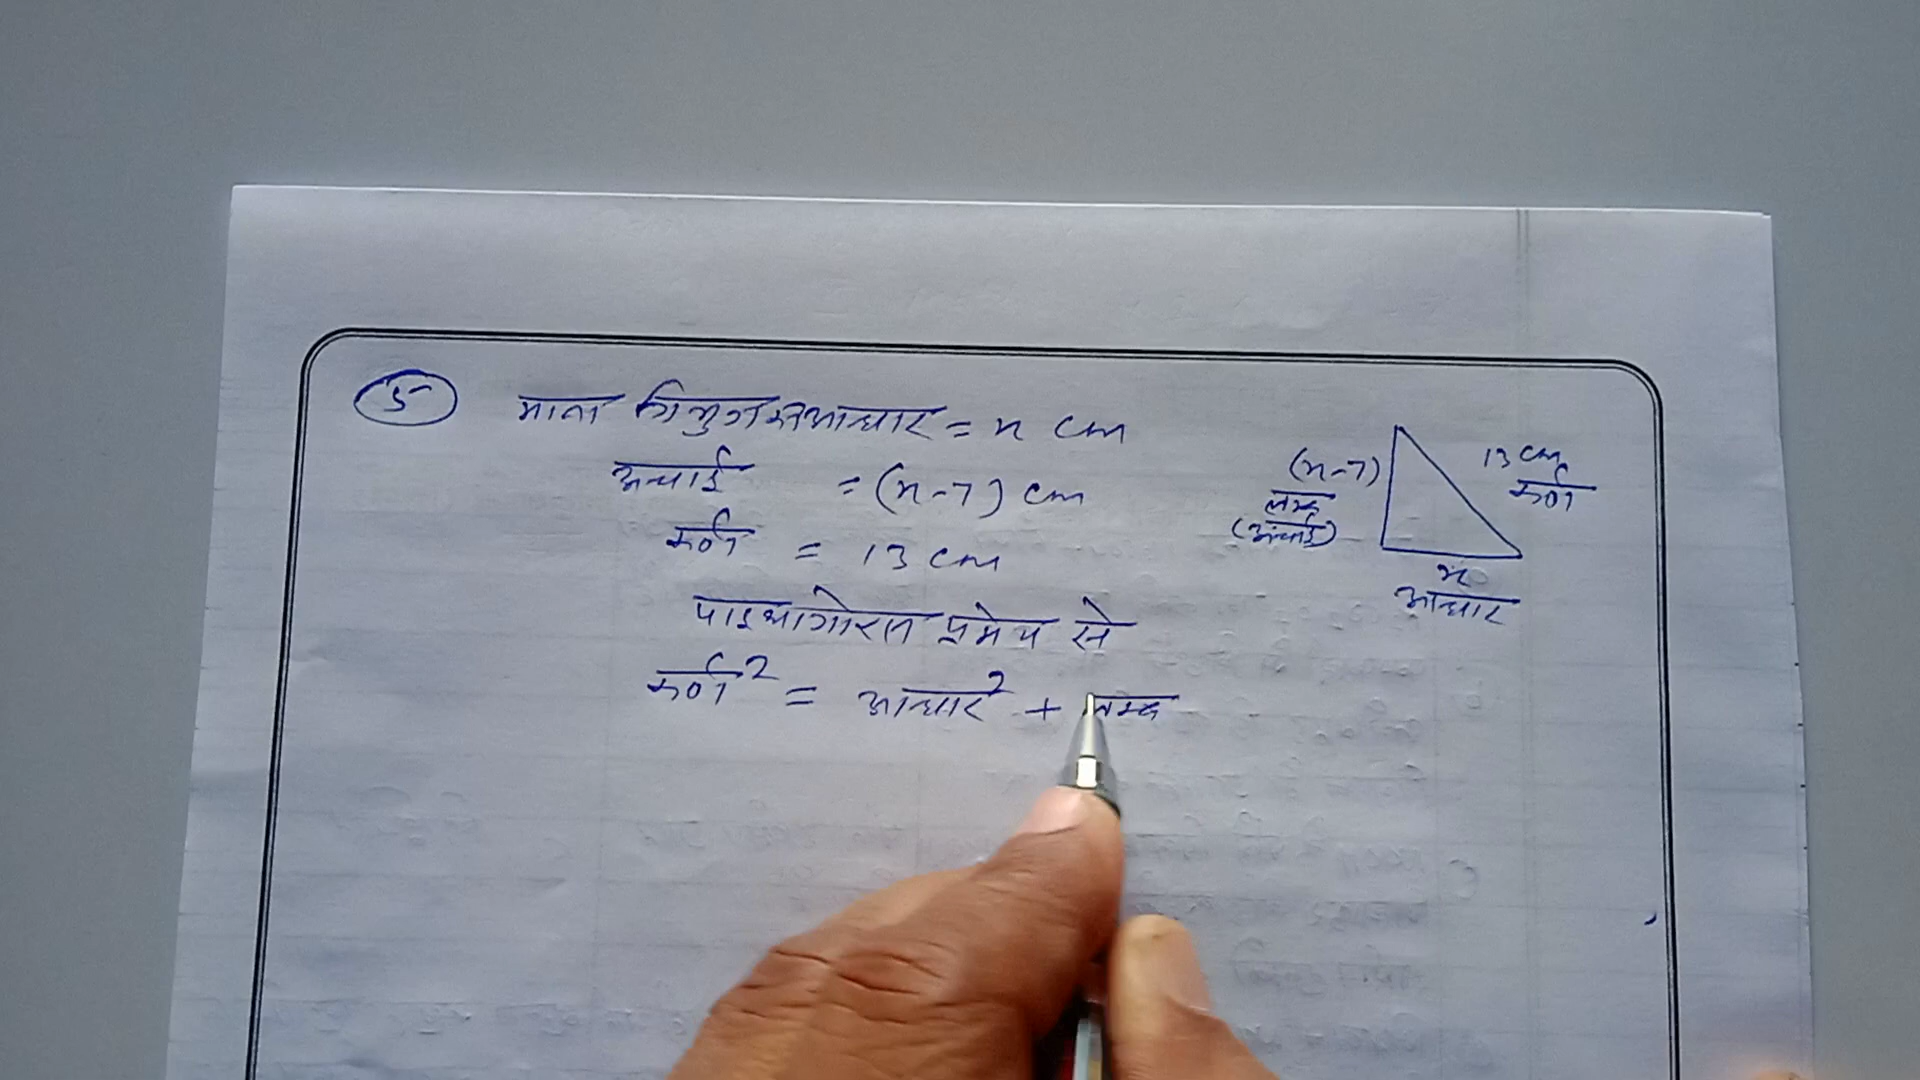 5 माना त्रिभुज का आधार = x cm
ऊंचाई = (x-7) cm
कर्ण = 13 cm
पाइथागोरस प्रमेय से
कर्ण² = आधार² + लम्ब
(x-7)
लम्ब
(ऊंचाई)
13 cm
कर्ण
x
आधार